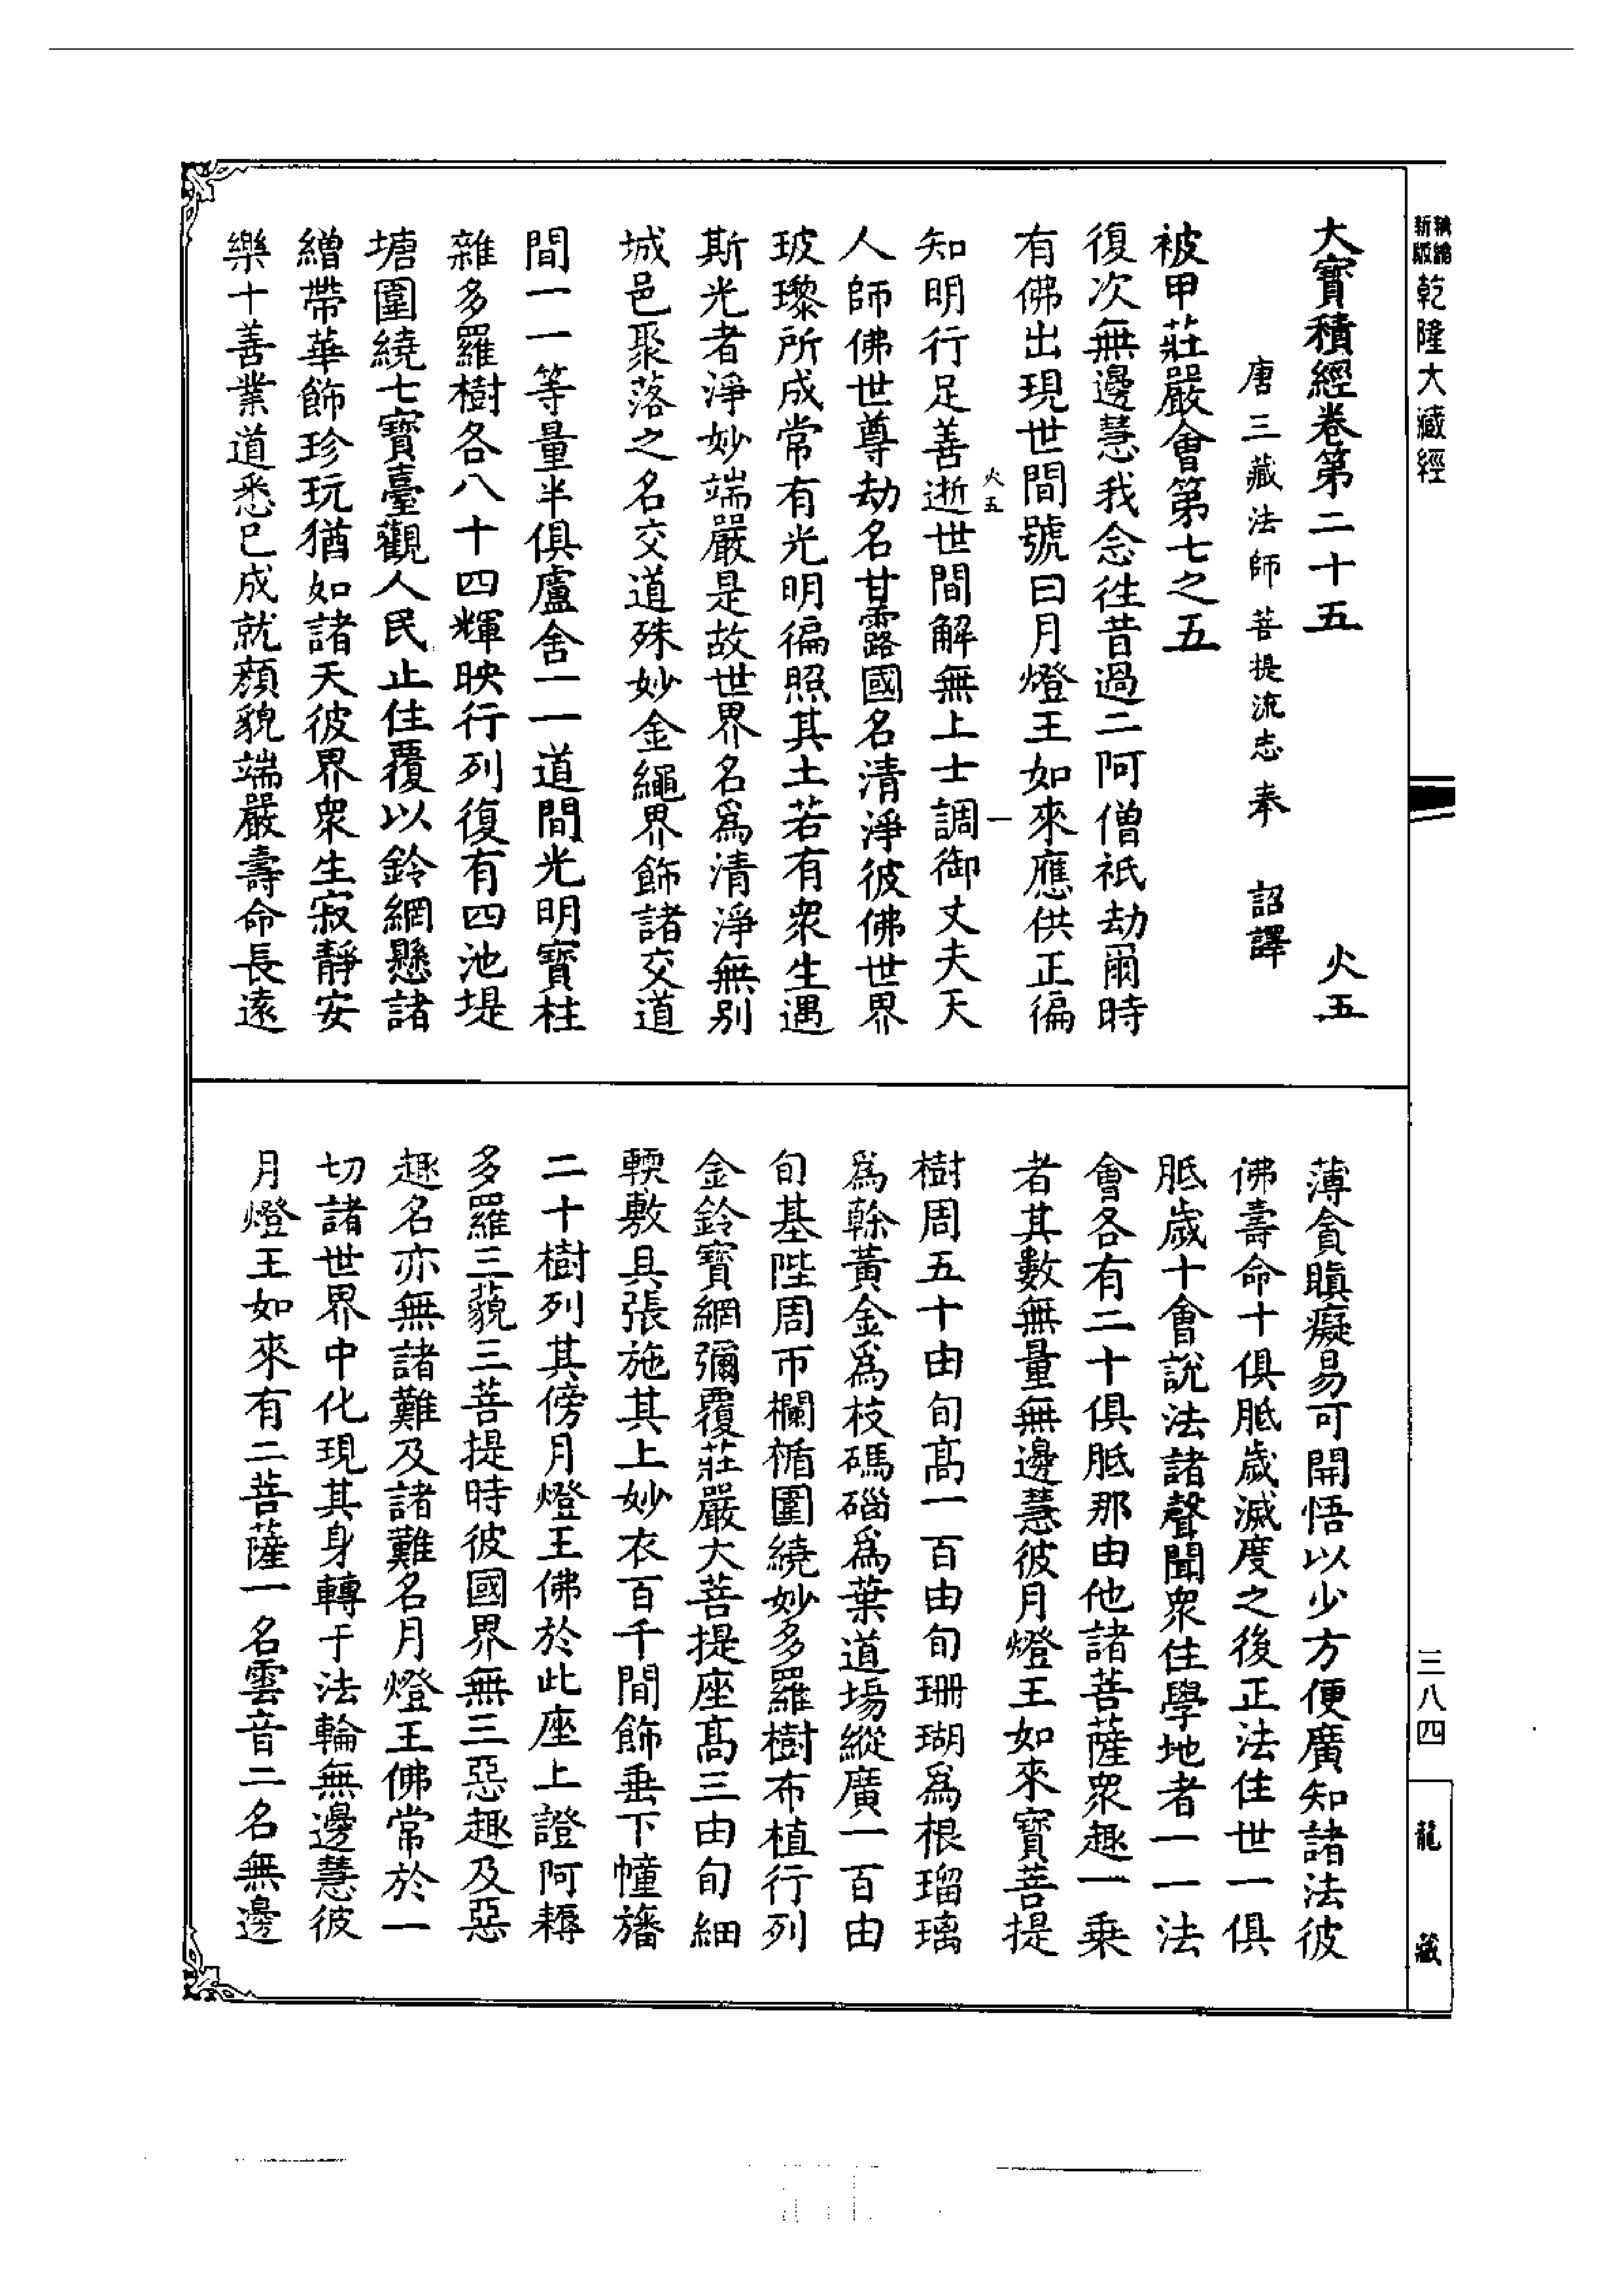 新編縮版乾隆大藏經
大寶積經卷第二十五 火五
唐三藏法師菩提流志奉 詔譯
被甲莊嚴會第七之五
復次無邊慧我念往昔過二阿僧祇劫爾時
有佛出現世間號曰月燈王如來應供正徧
火五 一
知明行足善逝世間解無上士調御丈夫天
人師佛世尊劫名甘露國名清淨彼佛世界
玻瓈所成常有光明徧照其土若有衆生遇
斯光者淨妙端嚴是故世界名爲清淨無別
城邑聚落之名交道殊妙金繩界飾諸交道
間一一等量半俱盧舍一一道間光明寶柱
雜多羅樹各八十四輝映行列復有四池堤
塘圍繞七寶臺觀人民止住覆以鈴網懸諸
繒帶華飾珍玩猶如諸天彼界衆生寂靜安
樂十善業道悉已成就顏貌端嚴壽命長遠
薄貪瞋癡易可開悟以少方便廣知諸法彼
佛壽命十俱胝歲滅度之後正法住世一俱
胝歲十會說法諸聲聞衆住學地者一一法
會各有二十俱胝那由他諸菩薩衆趣一乘
者其數無量無邊慧彼月燈王如來寶菩提
樹周五十由旬高一百由旬珊瑚爲根瑠璃
爲榦黃金爲枝碼碯爲葉道場縱廣一百由
旬基陛周帀欄楯圍繞妙多羅樹布植行列
金鈴寶網彌覆莊嚴大菩提座高三由旬細
輭敷具張施其上妙衣百千間飾垂下幢旛
二十樹列其傍月燈王佛於此座上證阿耨
多羅三藐三菩提時彼國界無三惡趣及惡
趣名亦無諸難及諸難名月燈王佛常於一
切諸世界中化現其身轉于法輪無邊慧彼
月燈王如來有二菩薩一名雲音二名無邊
三八四
龍藏